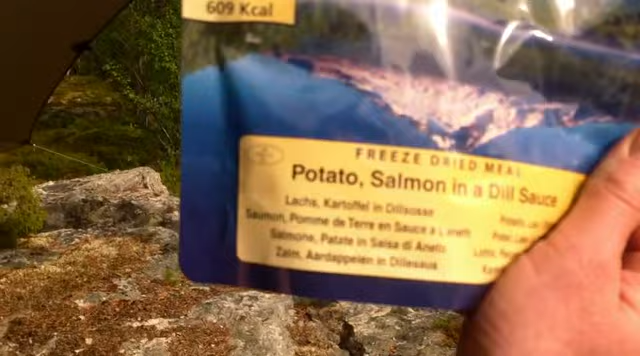 609 Kcal
FREEZE DRIED MEAL
Potato, Salmon in a Dill Sauce
Lachs, Kartoffel in Dillsosse
Saumon, Pomme de Terre en Sauce a L'aneth
Salmone, Patate in Salsa di Aneto
Zalm, Aardappelen in Dillesaus